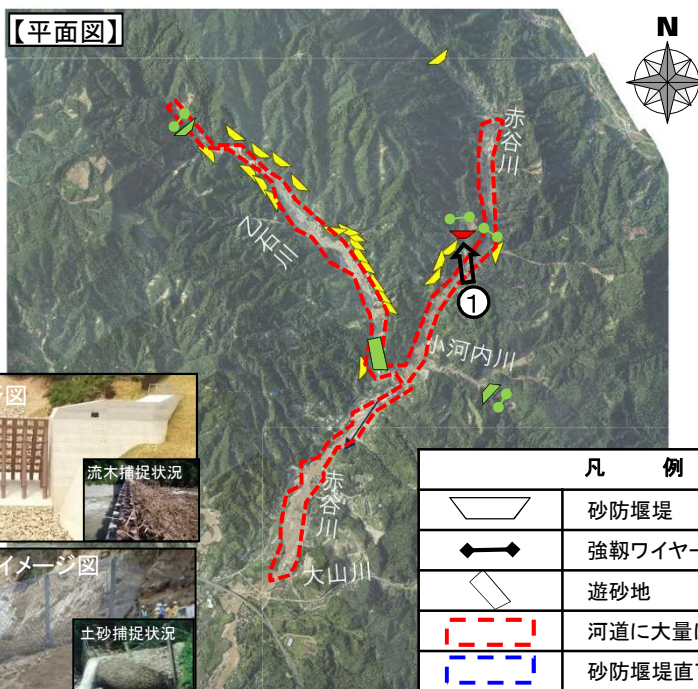 【平面図】
N
赤谷川
乙石川
①
小河内川
図
流木捕捉状況
赤谷川
大山川
イメージ図
土砂捕捉状況
凡 例
砂防堰堤
強靱ワイヤー
遊砂地
河道に大量
砂防堰堤直